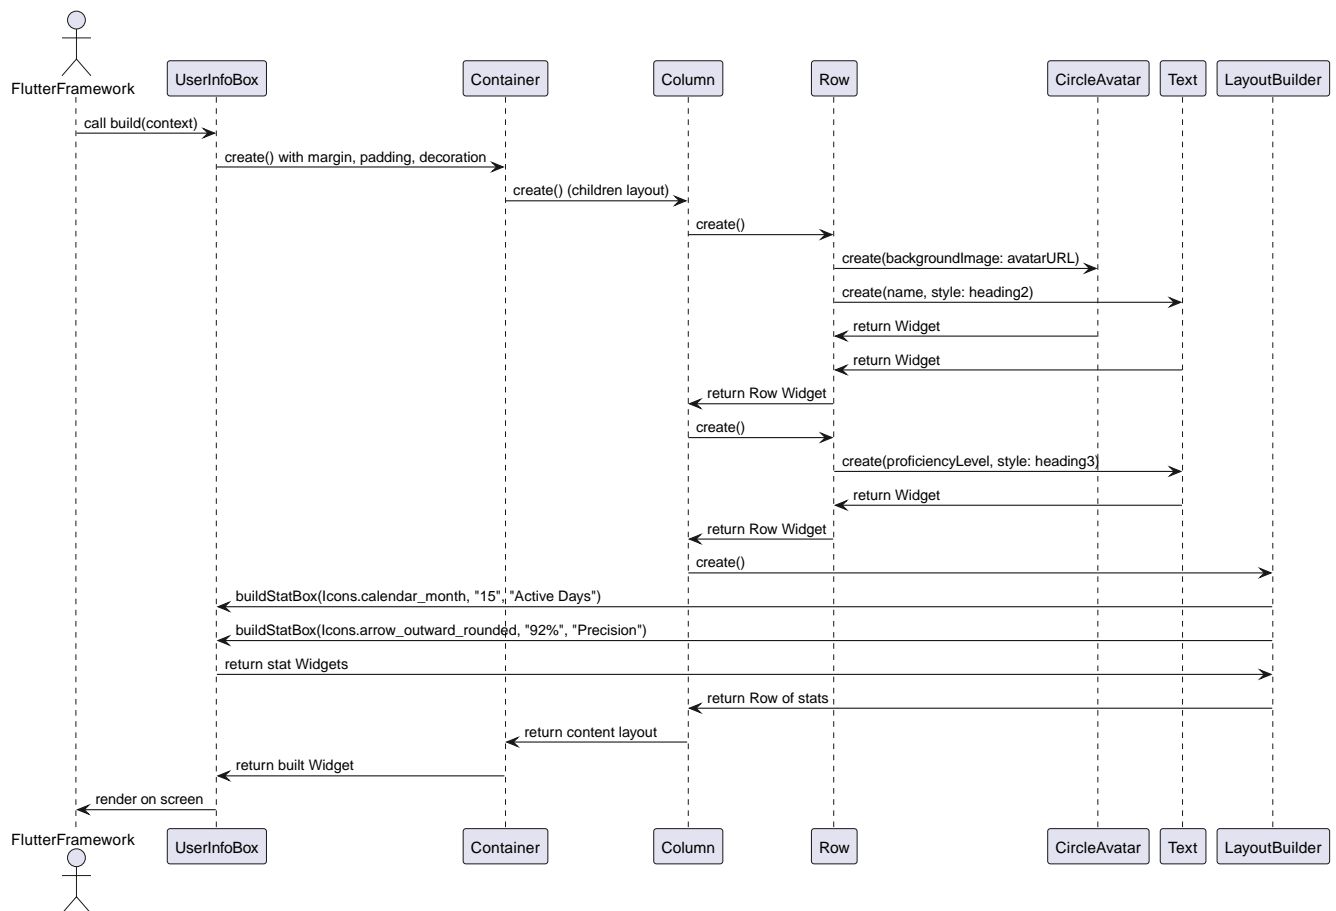 FlutterFramework
UserInfoBox
Container
Column
Row
CircleAvatar
Text
LayoutBuilder
call build(context)
create() with margin, padding, decoration
create() (children layout)
create()
create(backgroundImage: avatarURL)
create(name, style: heading2)
return Widget
return Widget
return Row Widget
create()
create(proficiencyLevel, style: heading3)
return Widget
return Row Widget
create()
buildStatBox(Icons.calendar_month, "15", "Active Days")
buildStatBox(Icons.arrow_outward_rounded, "92%", "Precision")
return stat Widgets
return Row of stats
return content layout
return built Widget
render on screen
FlutterFramework
UserInfoBox
Container
Column
Row
CircleAvatar
Text
LayoutBuilder